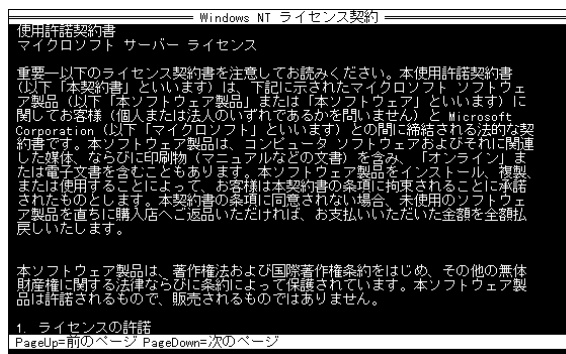 Windows NT ライセンス契約
使用許諾契約書
マイクロソフト サーバー ライセンス
重要－以下のライセンス契約書を注意してお読みください。本使用許諾契約書
(以下「本契約書」といいます) は、下記に示されたマイクロソフト ソフトウェ
ア製品 (以下「本ソフトウェア製品」または「本ソフトウェア」といいます) に
関してお客様 (個人または法人のいずれであるかを問いません) と Microsoft
Corporation (以下「マイクロソフト」といいます) との間に締結される法的な契
約書です。本ソフトウェア製品は、コンピュータ ソフトウェアおよびそれに関連
した媒体、ならびに印刷物 (マニュアルなどの文書) を含み、「オンライン」ま
たは電子文書を含むこともあります。本ソフトウェア製品をインストール、複製、
または使用することによって、お客様は本契約書の条項に拘束されることに承諾
されたものとします。本契約書の条項に同意されない場合、未使用のソフトウェ
ア製品を直ちに購入店へご返品いただければ、お支払いいただいた金額を全額払
戻しいたします。
本ソフトウェア製品は、著作権法および国際著作権条約をはじめ、その他の無体
財産権に関する法律ならびに条約によって保護されています。本ソフトウェア製
品は許諾されるもので、販売されるものではありません。
1. ライセンスの許諾
PageUp=前のページ PageDown=次のページ